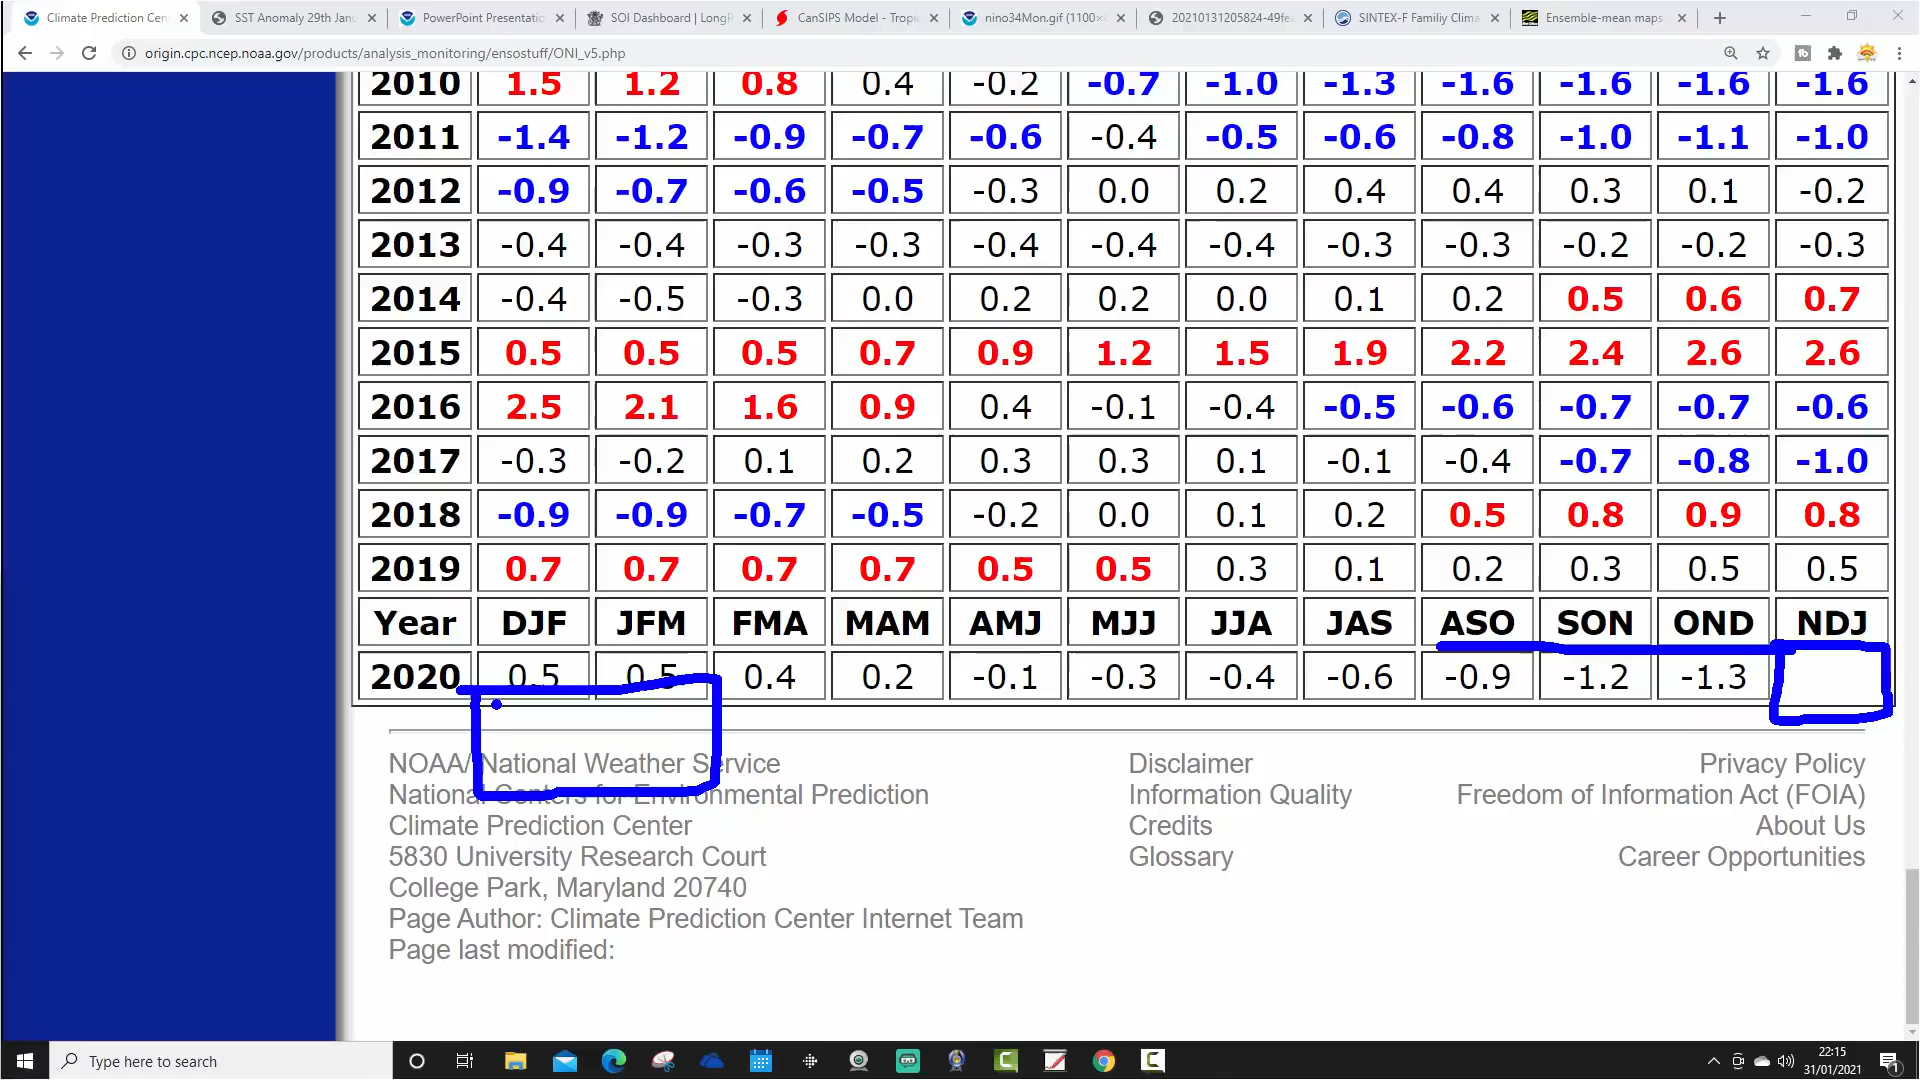 Climate Prediction Cen
SST Anomaly 29th Janu
PowerPoint Presentatio
SOI Dashboard | LongP
CanSIPS Model - Tropic
nino34Mon.gif (1100×
20210131205824-49fe
SINTEX-F Familiy Clima
Ensemble-mean maps
origin.cpc.ncep.noaa.gov/products/analysis_monitoring/ensostuff/ONI_v5.php
2010 1.5 1.2 0.8 0.4 -0.2 -0.7 -1.0 -1.3 -1.6 -1.6 -1.6 -1.6
2011 -1.4 -1.2 -0.9 -0.7 -0.6 -0.4 -0.5 -0.6 -0.8 -1.0 -1.1 -1.0
2012 -0.9 -0.7 -0.6 -0.5 -0.3 0.0 0.2 0.4 0.4 0.3 0.1 -0.2
2013 -0.4 -0.4 -0.3 -0.3 -0.4 -0.4 -0.4 -0.3 -0.3 -0.2 -0.2 -0.3
2014 -0.4 -0.5 -0.3 0.0 0.2 0.2 0.0 0.1 0.2 0.5 0.6 0.7
2015 0.5 0.5 0.5 0.7 0.9 1.2 1.5 1.9 2.2 2.4 2.6 2.6
2016 2.5 2.1 1.6 0.9 0.4 -0.1 -0.4 -0.5 -0.6 -0.7 -0.7 -0.6
2017 -0.3 -0.2 0.1 0.2 0.3 0.3 0.1 -0.1 -0.4 -0.7 -0.8 -1.0
2018 -0.9 -0.9 -0.7 -0.5 -0.2 0.0 0.1 0.2 0.5 0.8 0.9 0.8
2019 0.7 0.7 0.7 0.7 0.5 0.5 0.3 0.1 0.2 0.3 0.5 0.5
Year DJF JFM FMA MAM AMJ MJJ JJA JAS ASO SON OND NDJ
2020 0.5 0.5 0.4 0.2 -0.1 -0.3 -0.4 -0.6 -0.9 -1.2 -1.3
NOAA/ National Weather Service
National Centers for Environmental Prediction
Climate Prediction Center
5830 University Research Court
College Park, Maryland 20740
Page Author: Climate Prediction Center Internet Team
Page last modified:
Disclaimer
Information Quality
Credits
Glossary
Privacy Policy
Freedom of Information Act (FOIA)
About Us
Career Opportunities
Type here to search
22:15
31/01/2021
1